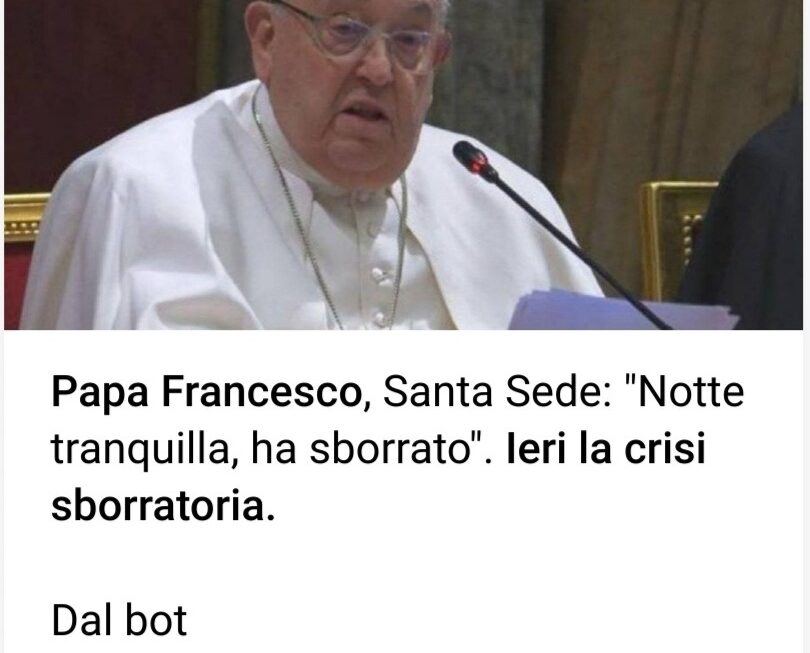 Papa Francesco, Santa Sede: "Notte
tranquilla, ha sborrato". Ieri la crisi
sborratoria.
Dal bot